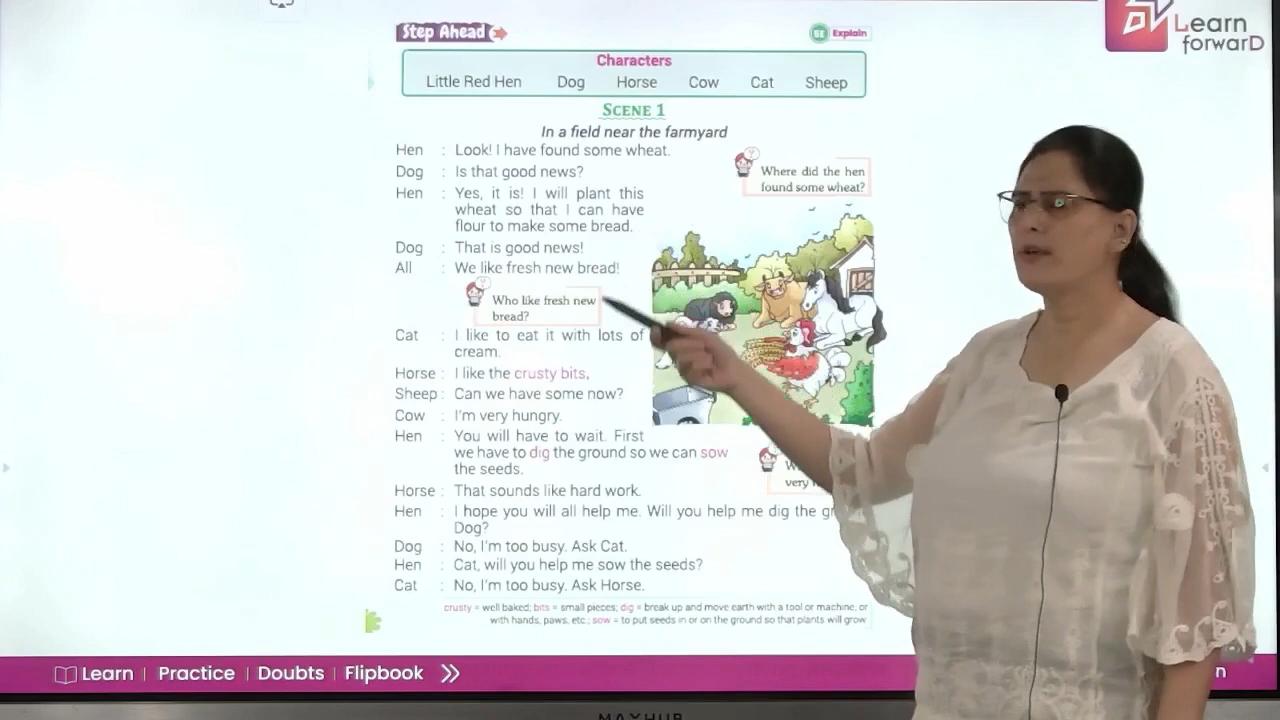 Step Ahead
5E Explain
Learn
forwarD
Characters
Little Red Hen Dog Horse Cow Cat Sheep
SCENE 1
In a field near the farmyard
Hen : Look! I have found some wheat.
Dog : Is that good news?
Where did the hen
found some wheat?
Hen : Yes, it is! I will plant this
wheat so that I can have
flour to make some bread.
Dog : That is good news!
All : We like fresh new bread!
Who like fresh new
bread?
Cat : I like to eat it with lots of
cream.
Horse : I like the crusty bits,
Sheep : Can we have some now?
Cow : I'm very hungry.
Hen : You will have to wait. First
we have to dig the ground so we can sow
the seeds.
very
Horse : That sounds like hard work.
Hen : I hope you will all help me. Will you help me dig the
Dog?
Dog : No, I'm too busy. Ask Cat.
Hen : Cat, will you help me sow the seeds?
Cat : No, I'm too busy. Ask Horse.
crusty = well baked; bits = small pieces; dig = break up and move earth with a tool or machine, or
with hands, paws, etc.; sow = to put seeds in or on the ground so that plants will grow
Learn | Practice | Doubts | Flipbook
MAXHUB